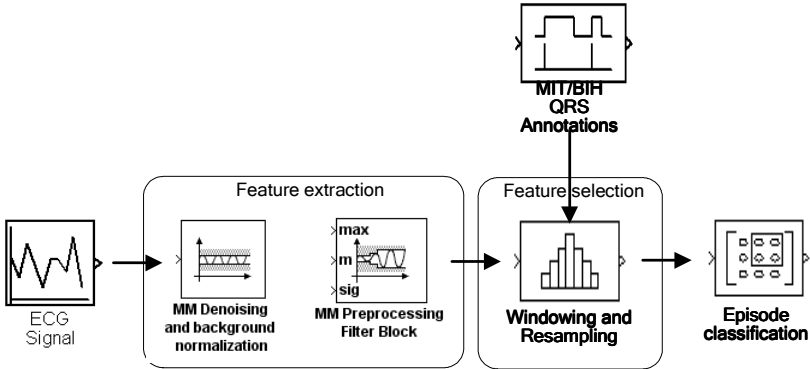 MIT/BIH
QRS
Annotations
Feature extraction
Feature selection
max
m
sig
ECG
Signal
MM Denoising
and background
normalization
MM Preprocessing
Filter Block
Windowing and
Resampling
Episode
classification